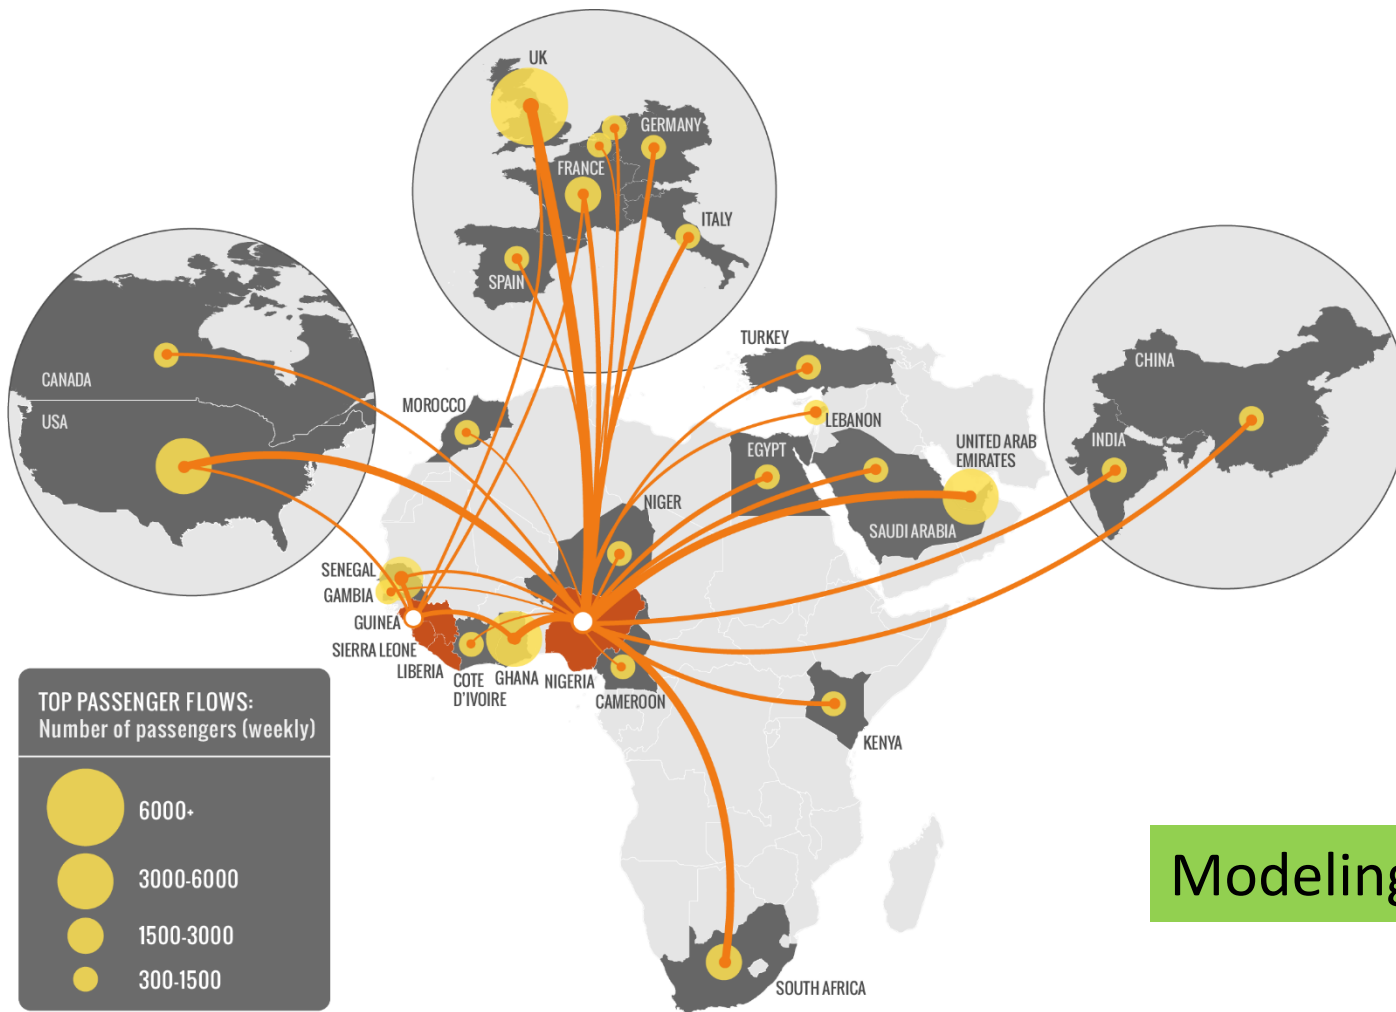 UK
GERMANY
FRANCE
ITALY
SPAIN
CANADA
USA
MOROCCO
TURKEY
LEBANON
EGYPT
UNITED ARAB
EMIRATES
SAUDI ARABIA
CHINA
INDIA
NIGER
SENEGAL
GAMBIA
GUINEA
SIERRA LEONE
LIBERIA
COTE
D'IVOIRE
GHANA
NIGERIA
CAMEROON
KENYA
SOUTH AFRICA
TOP PASSENGER FLOWS:
Number of passengers (weekly)
6000+
3000-6000
1500-3000
300-1500
Modeling